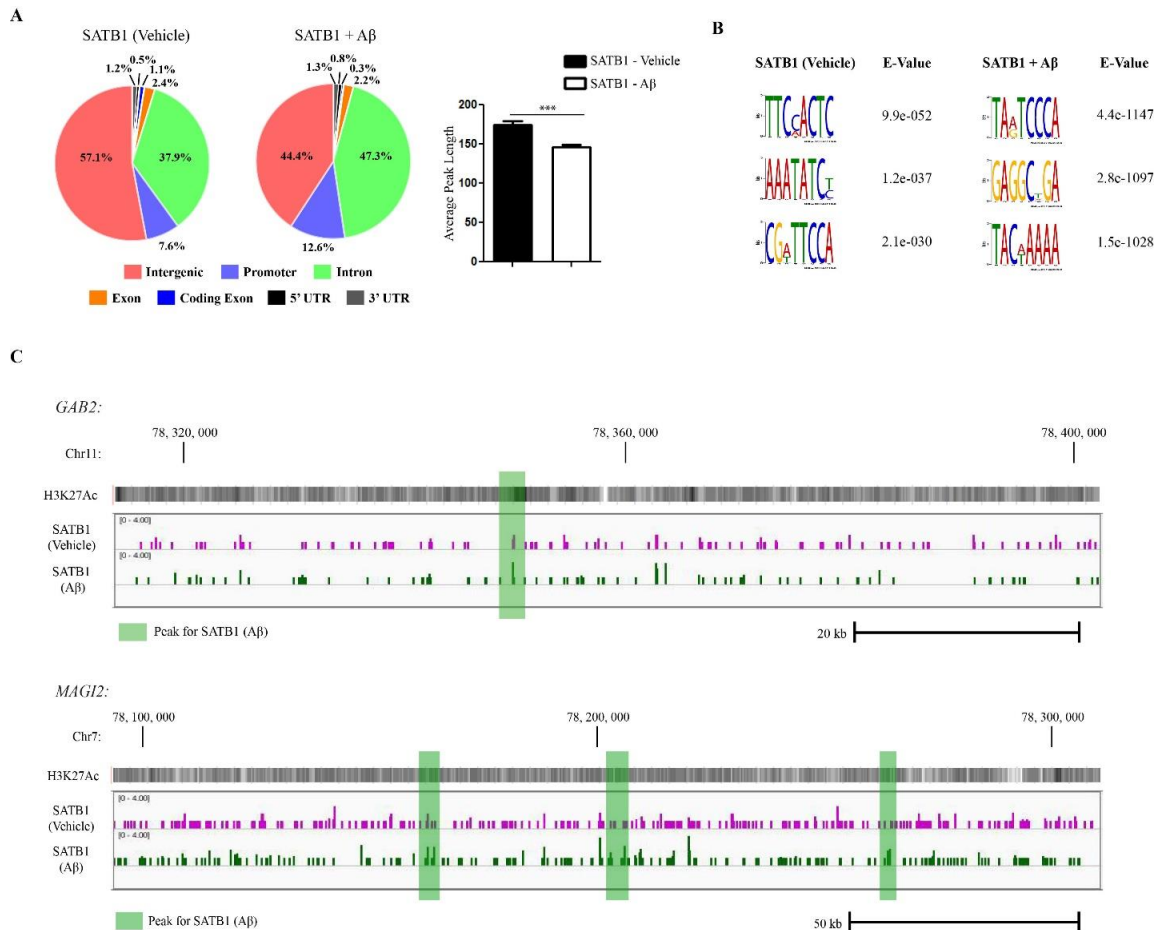 A
SATB1 (Vehicle)
0.5%
1.2%
1.1%
2.4%
57.1%
37.9%
7.6%
SATB1 + Aβ
0.8%
1.3%
0.3%
2.2%
44.4%
47.3%
12.6%
Intergenic
Promoter
Intron
Exon
Coding Exon
5' UTR
3' UTR
SATB1 - Vehicle
SATB1 - Aβ
***
Average Peak Length
200
150
100
50
0
B
SATB1 (Vehicle) E-Value SATB1 + Aβ E-Value
9.9e-052
4.4e-1147
1.2e-037
2.8e-1097
2.1e-030
1.5e-1028
C
GAB2:
78, 320, 000 78, 360, 000 78, 400, 000
Chr11:
H3K27Ac
[0 - 4.00]
SATB1
(Vehicle)
[0 - 4.00]
SATB1
(Aβ)
Peak for SATB1 (Aβ)
20 kb
MAGI2:
78, 100, 000 78, 200, 000 78, 300, 000
Chr7:
H3K27Ac
[0 - 4.00]
SATB1
(Vehicle)
[0 - 4.00]
SATB1
(Aβ)
Peak for SATB1 (Aβ)
50 kb